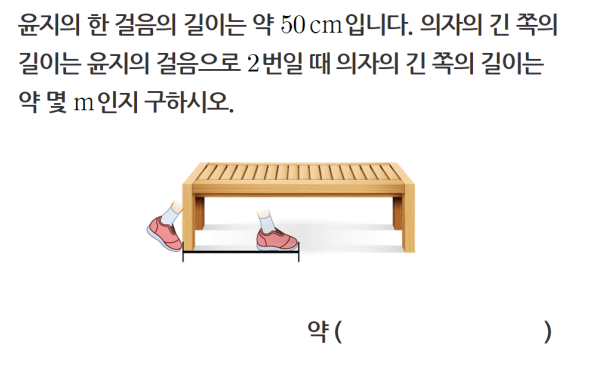 윤지의 한 걸음의 길이는 약 50 cm입니다. 의자의 긴 쪽의
길이는 윤지의 걸음으로 2번일 때 의자의 긴 쪽의 길이는
약 몇 m인지 구하시오.
약 (                    )